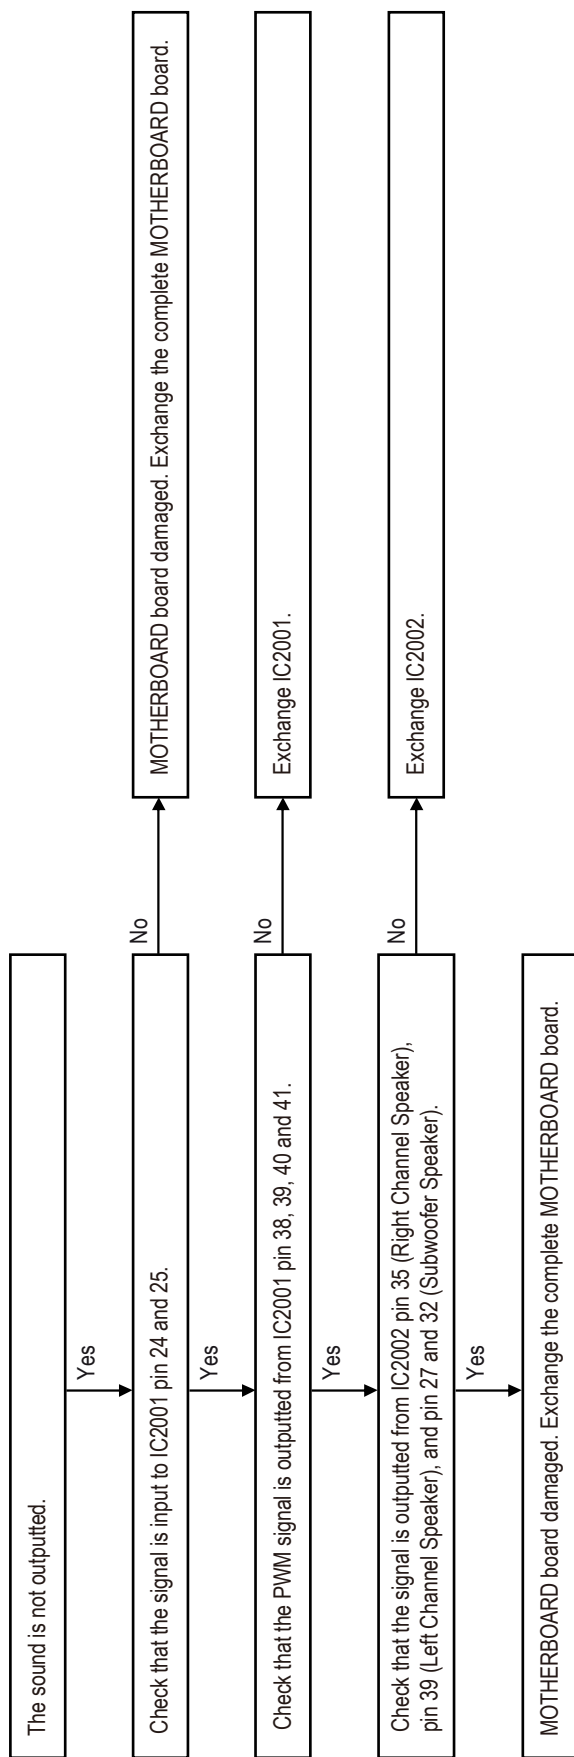 The sound is not outputted.
Yes
Check that the signal is input to IC2001 pin 24 and 25.
No
MOTHERBOARD board damaged. Exchange the complete MOTHERBOARD board.
Yes
Check that the PWM signal is outputted from IC2001 pin 38, 39, 40 and 41.
No
Exchange IC2001.
Yes
Check that the signal is outputted from IC2002 pin 35 (Right Channel Speaker),
pin 39 (Left Channel Speaker), and pin 27 and 32 (Subwoofer Speaker).
No
Exchange IC2002.
Yes
MOTHERBOARD board damaged. Exchange the complete MOTHERBOARD board.